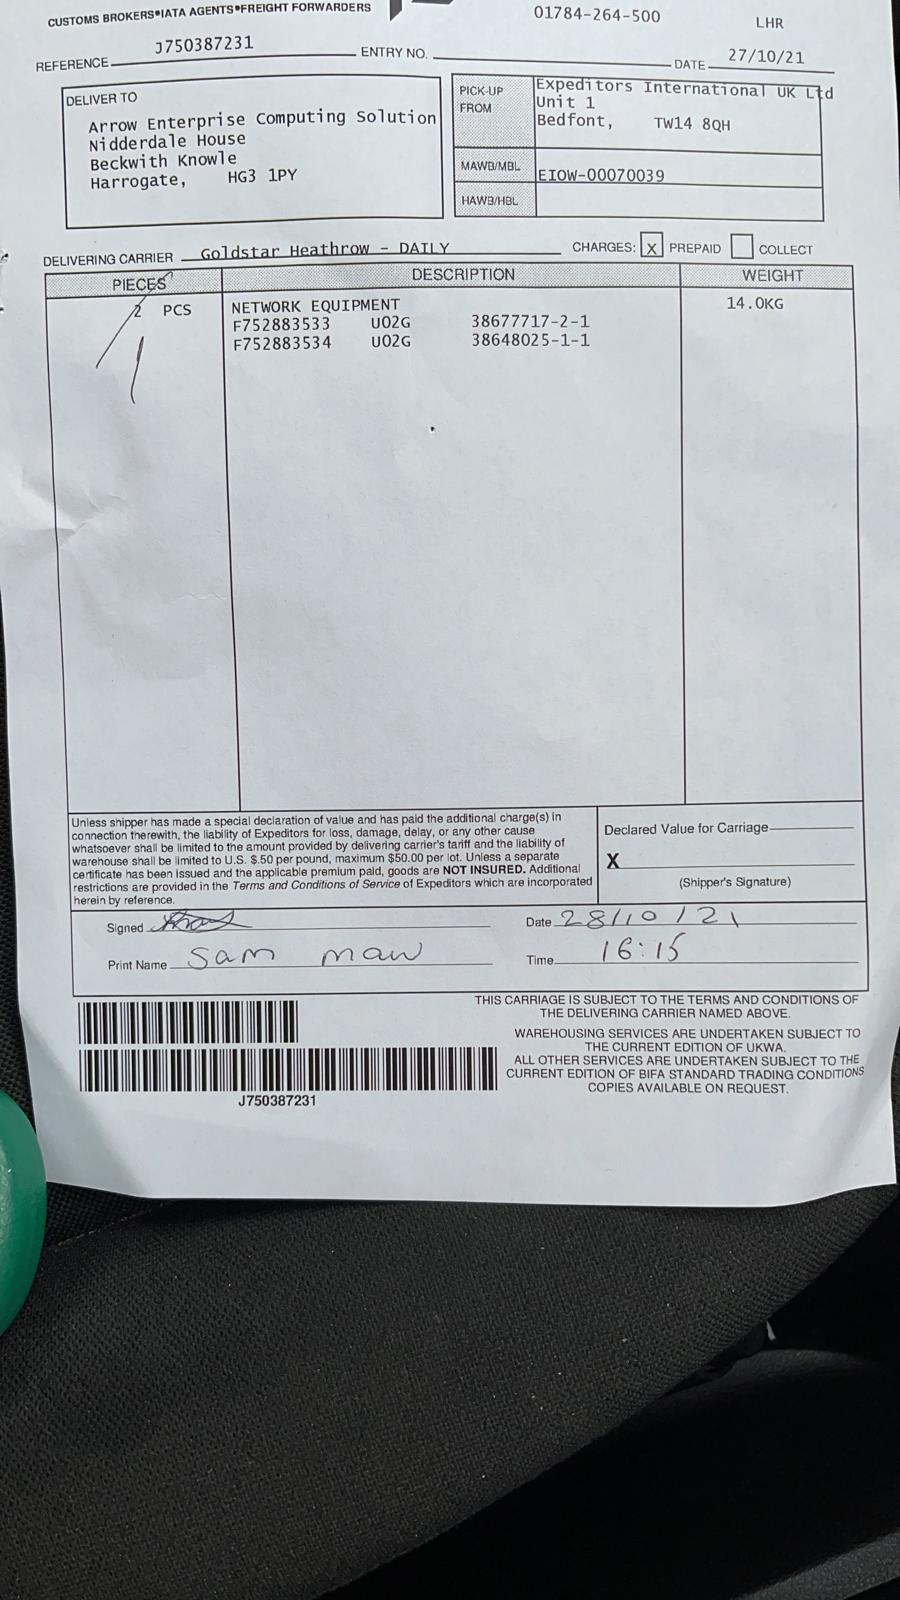 CUSTOMS BROKERS•IATA AGENTS•FREIGHT FORWARDERS
01784-264-500
LHR
REFERENCE J750387231
ENTRY NO.
DATE 27/10/21
DELIVER TO
Arrow Enterprise Computing Solution
Nidderdale House
Beckwith Knowle
Harrogate, HG3 1PY
PICK-UP FROM
Expeditors International UK Ltd
Unit 1
Bedfont, TW14 8QH
MAWB/MBL EIOW-00070039
HAWB/HBL
DELIVERING CARRIER Goldstar Heathrow - DAILY
CHARGES: X PREPAID COLLECT
PIECES DESCRIPTION WEIGHT
2 PCS NETWORK EQUIPMENT 14.0KG
F752883533 U02G 38677717-2-1
F752883534 U02G 38648025-1-1
1
Unless shipper has made a special declaration of value and has paid the additional charge(s) in
connection therewith, the liability of Expeditors for loss, damage, delay, or any other cause
whatsoever shall be limited to the amount provided by delivering carrier's tariff and the liability of
warehouse shall be limited to U.S. $.50 per pound, maximum $50.00 per lot. Unless a separate
certificate has been issued and the applicable premium paid, goods are NOT INSURED. Additional
restrictions are provided in the Terms and Conditions of Service of Expeditors which are incorporated
herein by reference.
Declared Value for Carriage
X
(Shipper's Signature)
Signed
Date 28/10/21
Print Name Sam maw
Time 16:15
THIS CARRIAGE IS SUBJECT TO THE TERMS AND CONDITIONS OF
THE DELIVERING CARRIER NAMED ABOVE.
WAREHOUSING SERVICES ARE UNDERTAKEN SUBJECT TO
THE CURRENT EDITION OF UKWA.
ALL OTHER SERVICES ARE UNDERTAKEN SUBJECT TO THE
CURRENT EDITION OF BIFA STANDARD TRADING CONDITIONS
COPIES AVAILABLE ON REQUEST.
J750387231